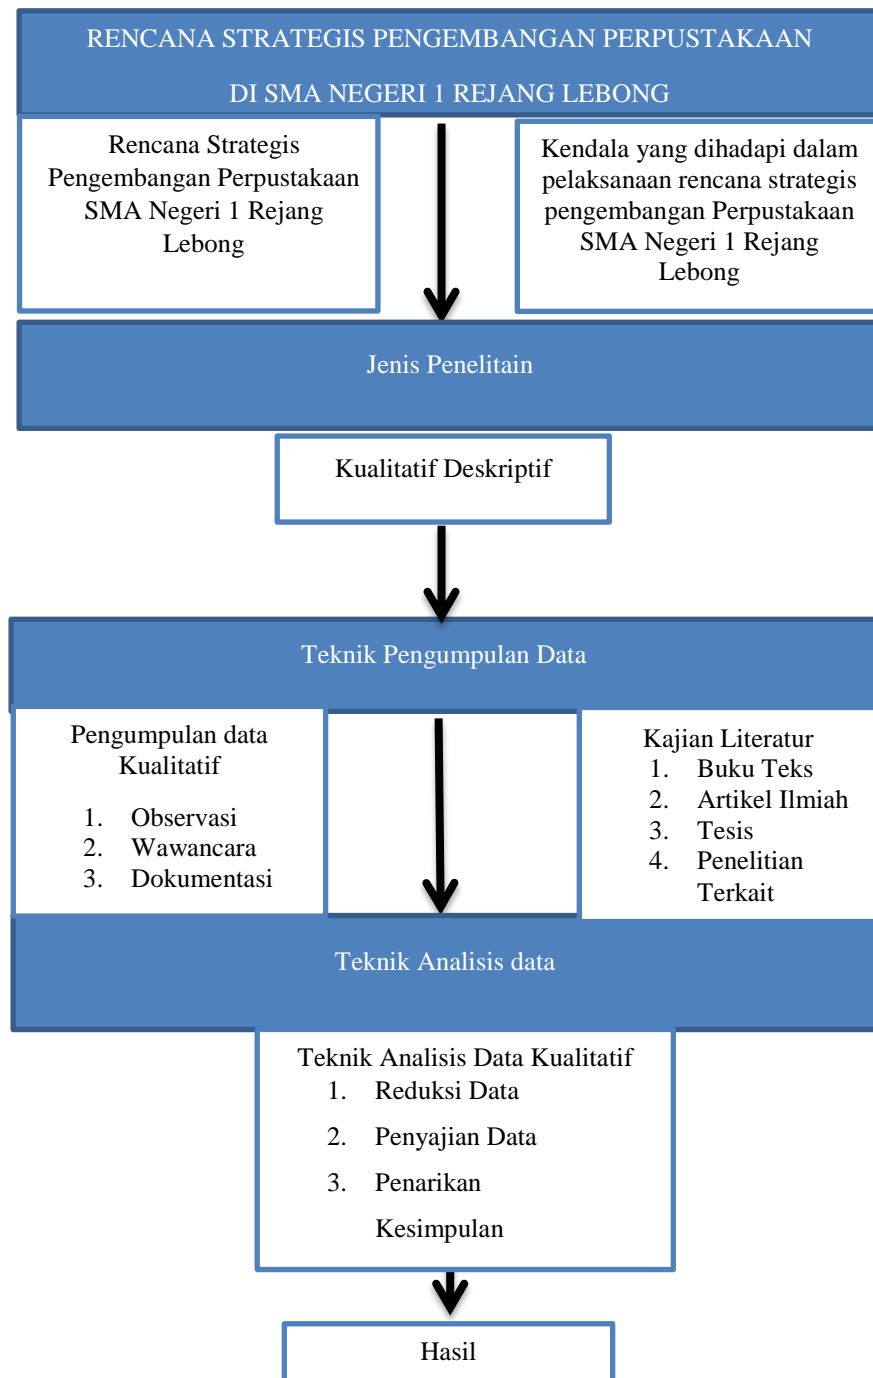 RENCANA STRATEGIS PENGEMBANGAN PERPUSTAKAAN
DI SMA NEGERI 1 REJANG LEBONG
Rencana Strategis
Pengembangan Perpustakaan
SMA Negeri 1 Rejang
Lebong
Kendala yang dihadapi dalam
pelaksanaan rencana strategis
pengembangan Perpustakaan
SMA Negeri 1 Rejang
Lebong
Jenis Penelitain
Kualitatif Deskriptif
Teknik Pengumpulan Data
Pengumpulan data
Kualitatif
1. Observasi
2. Wawancara
3. Dokumentasi
Kajian Literatur
1. Buku Teks
2. Artikel Ilmiah
3. Tesis
4. Penelitian
Terkait
Teknik Analisis data
Teknik Analisis Data Kualitatif
1. Reduksi Data
2. Penyajian Data
3. Penarikan
Kesimpulan
Hasil